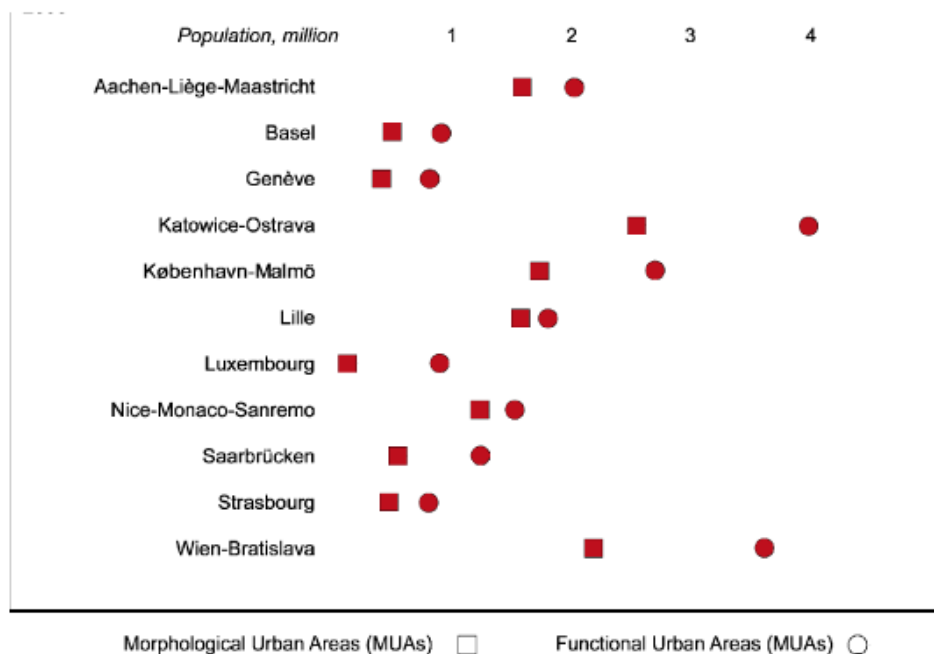 Population, million 1 2 3 4
Aachen-Liège-Maastricht
Basel
Genève
Katowice-Ostrava
København-Malmö
Lille
Luxembourg
Nice-Monaco-Sanremo
Saarbrücken
Strasbourg
Wien-Bratislava
Morphological Urban Areas (MUAs) Functional Urban Areas (MUAs)